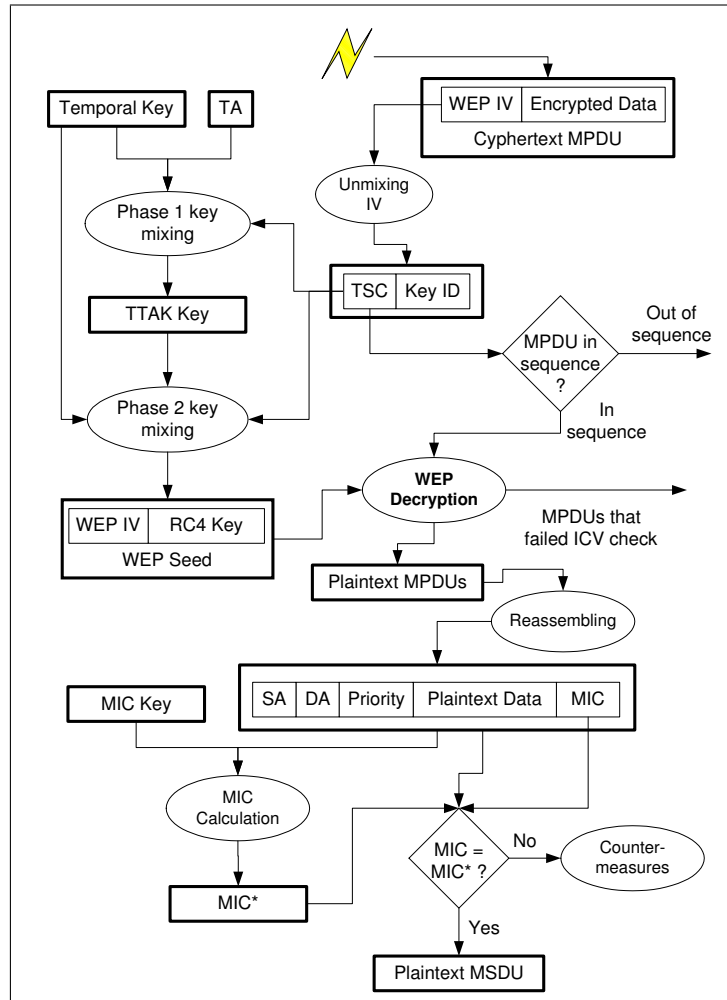 WEP IV Encrypted Data
Cyphertext MPDU
Temporal Key
TA
Unmixing
IV
Phase 1 key
mixing
TSC Key ID
TTAK Key
MPDU in
sequence
?
Out of
sequence
In
sequence
Phase 2 key
mixing
WEP
Decryption
WEP IV RC4 Key
WEP Seed
MPDUs that
failed ICV check
Plaintext MPDUs
Reassembling
SA DA Priority Plaintext Data MIC
MIC Key
MIC
Calculation
MIC =
MIC* ?
No
Counter-
measures
MIC*
Yes
Plaintext MSDU